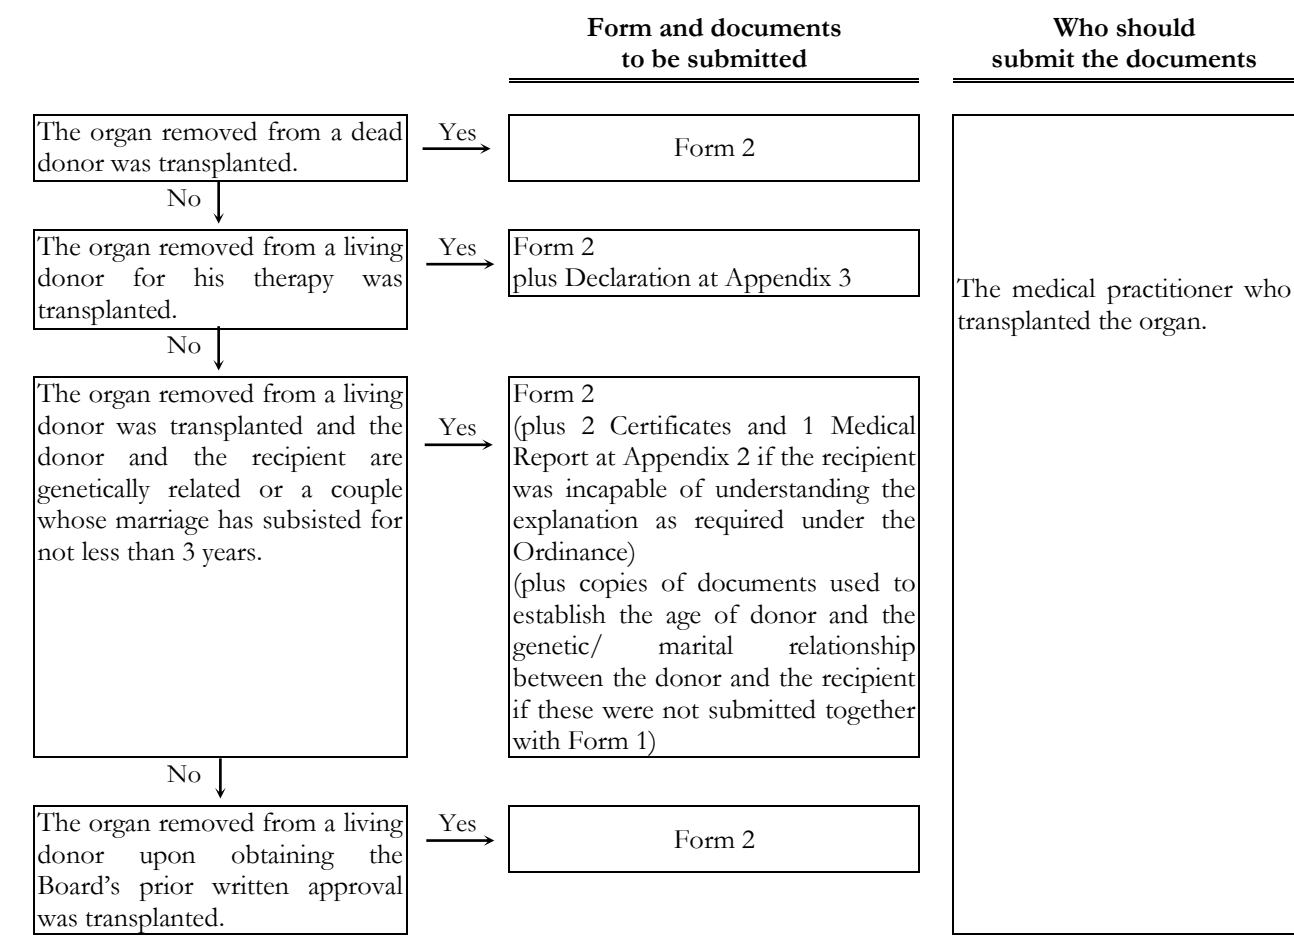 Form and documents
to be submitted
Who should
submit the documents
The organ removed from a dead
donor was transplanted.
Yes
Form 2
No
The organ removed from a living
donor for his therapy was
transplanted.
Yes
Form 2
plus Declaration at Appendix 3
The medical practitioner who
transplanted the organ.
No
The organ removed from a living
donor was transplanted and the
donor and the recipient are
genetically related or a couple
whose marriage has subsisted for
not less than 3 years.
Yes
Form 2
(plus 2 Certificates and 1 Medical
Report at Appendix 2 if the recipient
was incapable of understanding the
explanation as required under the
Ordinance)
(plus copies of documents used to
establish the age of donor and the
genetic/ marital relationship
between the donor and the recipient
if these were not submitted together
with Form 1)
No
The organ removed from a living
donor upon obtaining the
Board's prior written approval
was transplanted.
Yes
Form 2